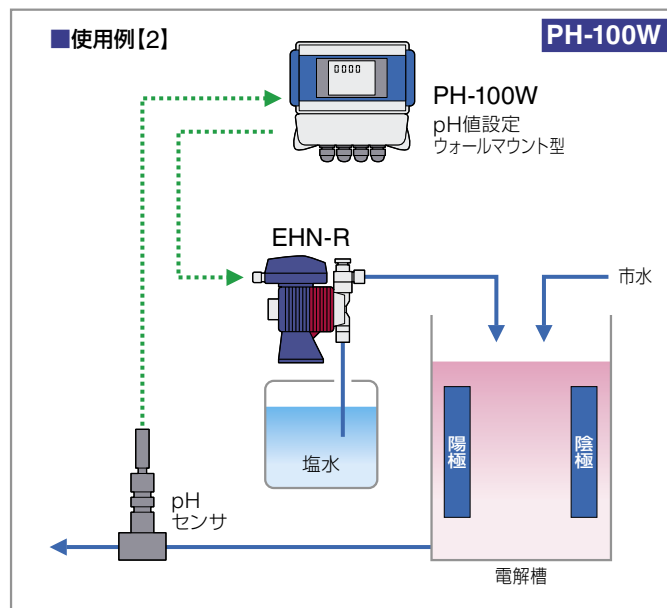 ■使用例【2】
PH-100W
0000
PH-100W
pH値設定
ウォールマウント型
EHN-R
市水
陽極
陰極
塩水
pH
センサ
電解槽